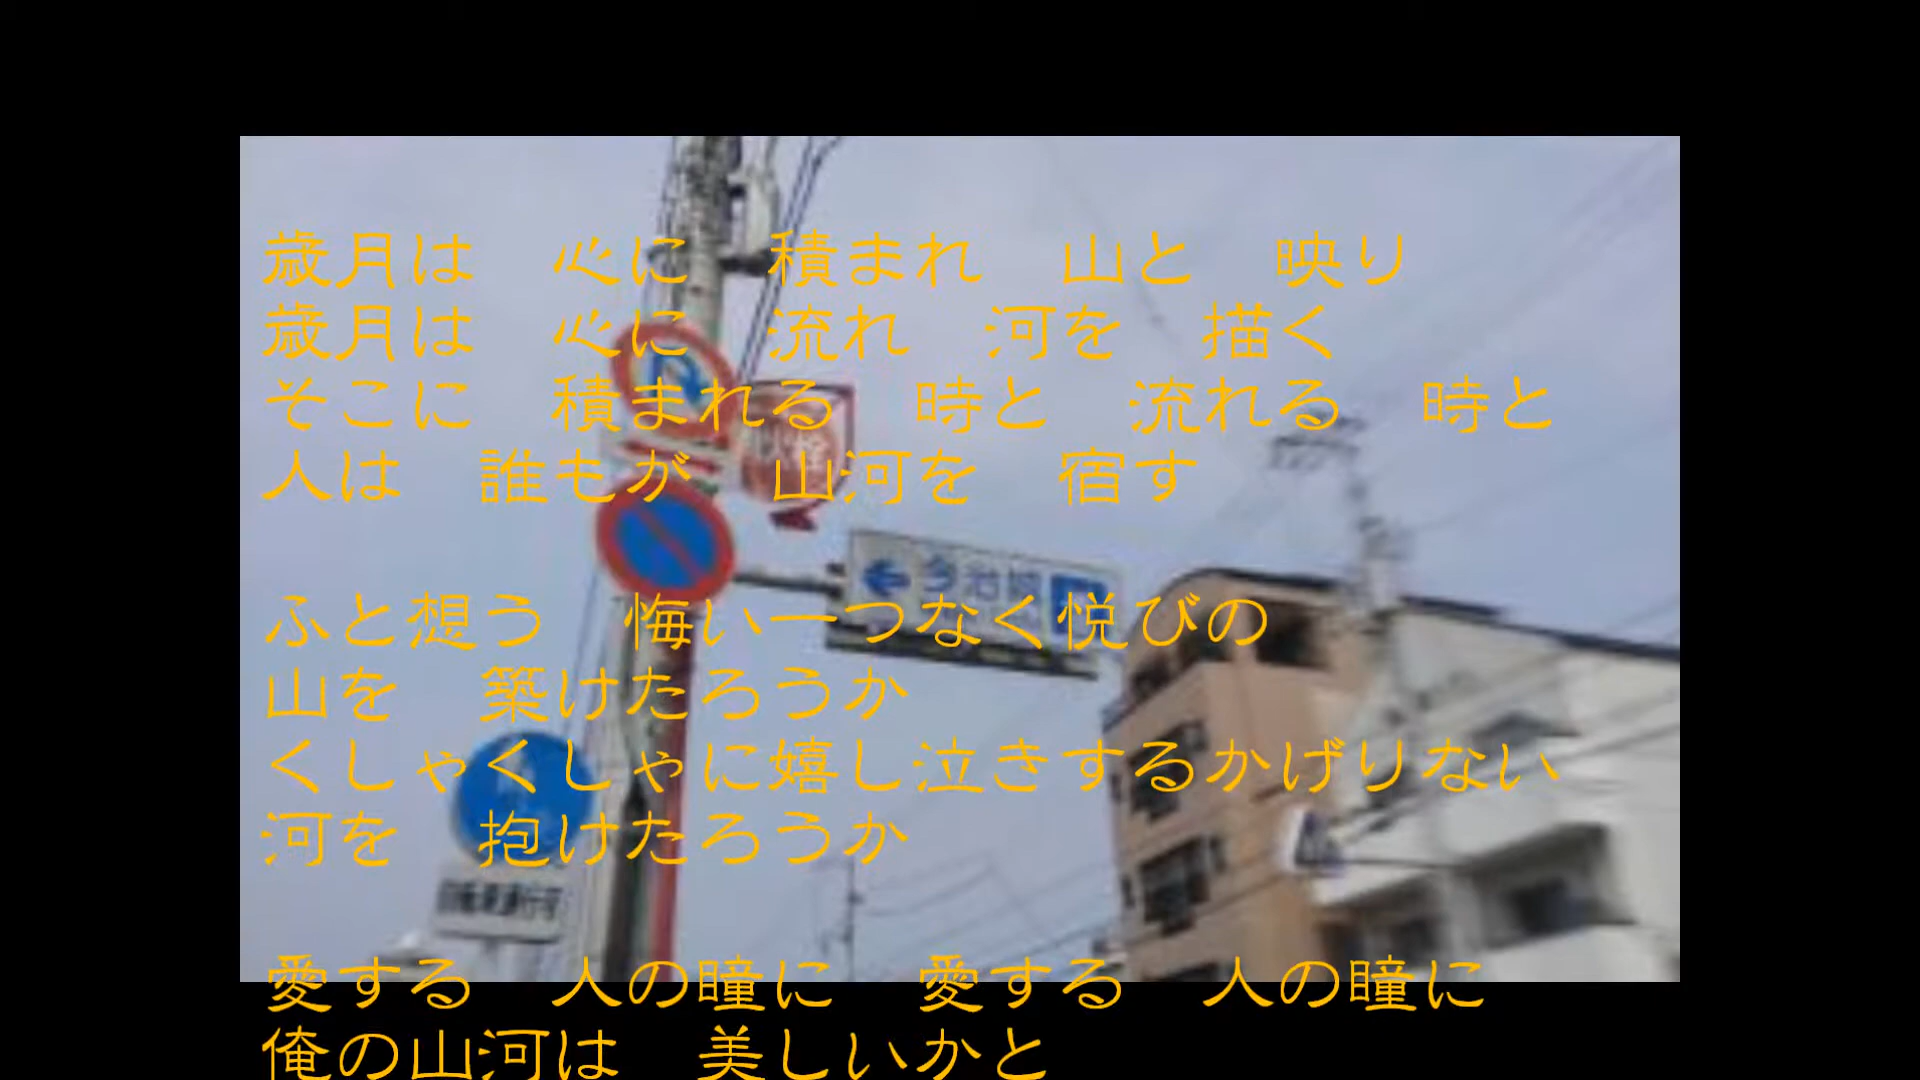 歳月は　心に　積まれ　山と　映り
歳月は　心に　流れ　河を　描く
そこに　積まれる　時と　流れる　時と
人は　誰もが　山河を　宿す
ふと想う　悔い一つなく悦びの
山を　築けたろうか
くしゃくしゃに嬉し泣きするかげりない
河を　抱けたろうか
愛する　人の瞳に　愛する　人の瞳に
俺の山河は　美しいかと
今治城
P